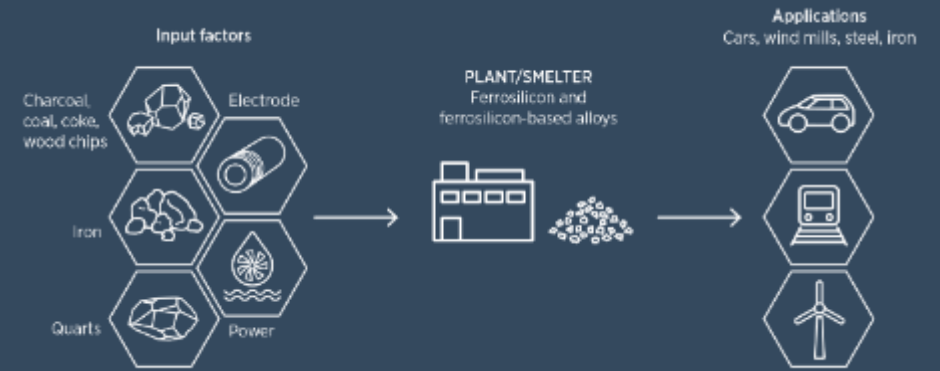 Input factors
Charcoal,
coal, coke,
wood chips
Electrode
Iron
Quarts
Power
PLANT/SMELTER
Ferrosilicon and
ferrosilicon-based alloys
Applications
Cars, wind mills, steel, iron